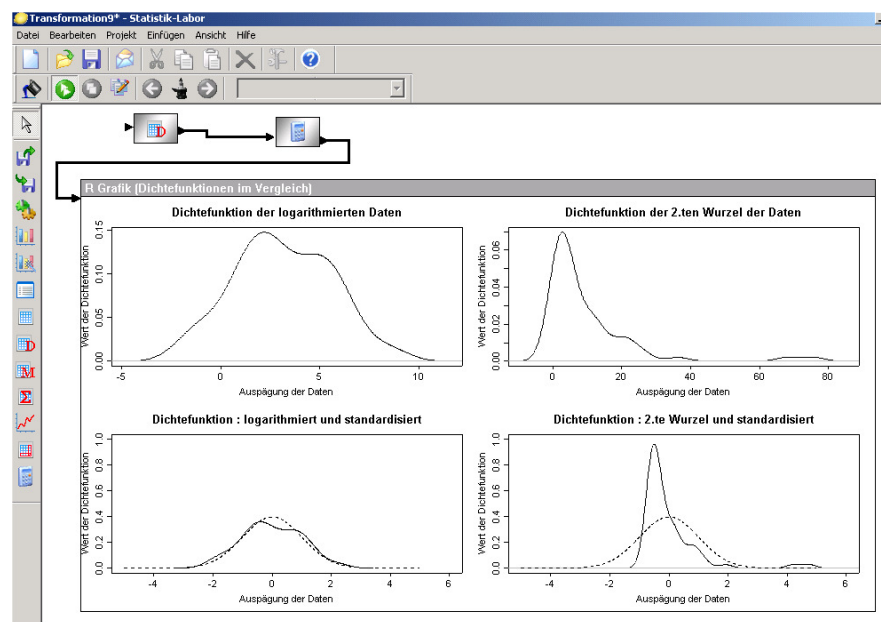 Transformation9* - Statistik-Labor
Datei Bearbeiten Projekt Einfügen Ansicht Hilfe
R Grafik (Dichtefunktionen im Vergleich)
Dichtefunktion der logarithmierten Daten
Wert der Dichtefunktion
0.00 0.05 0.10 0.15
-5 0 5 10
Auspägung der Daten
Dichtefunktion der 2.ten Wurzel der Daten
Wert der Dichtefunktion
0.00 0.02 0.04 0.06
0 20 40 60 80
Auspägung der Daten
Dichtefunktion : logarithmiert und standardisiert
Wert der Dichtefunktion
0.0 0.2 0.4 0.6 0.8 1.0
-4 -2 0 2 4 6
Auspägung der Daten
Dichtefunktion : 2.te Wurzel und standardisiert
Wert der Dichtefunktion
0.0 0.2 0.4 0.6 0.8 1.0
-4 -2 0 2 4 6
Auspägung der Daten